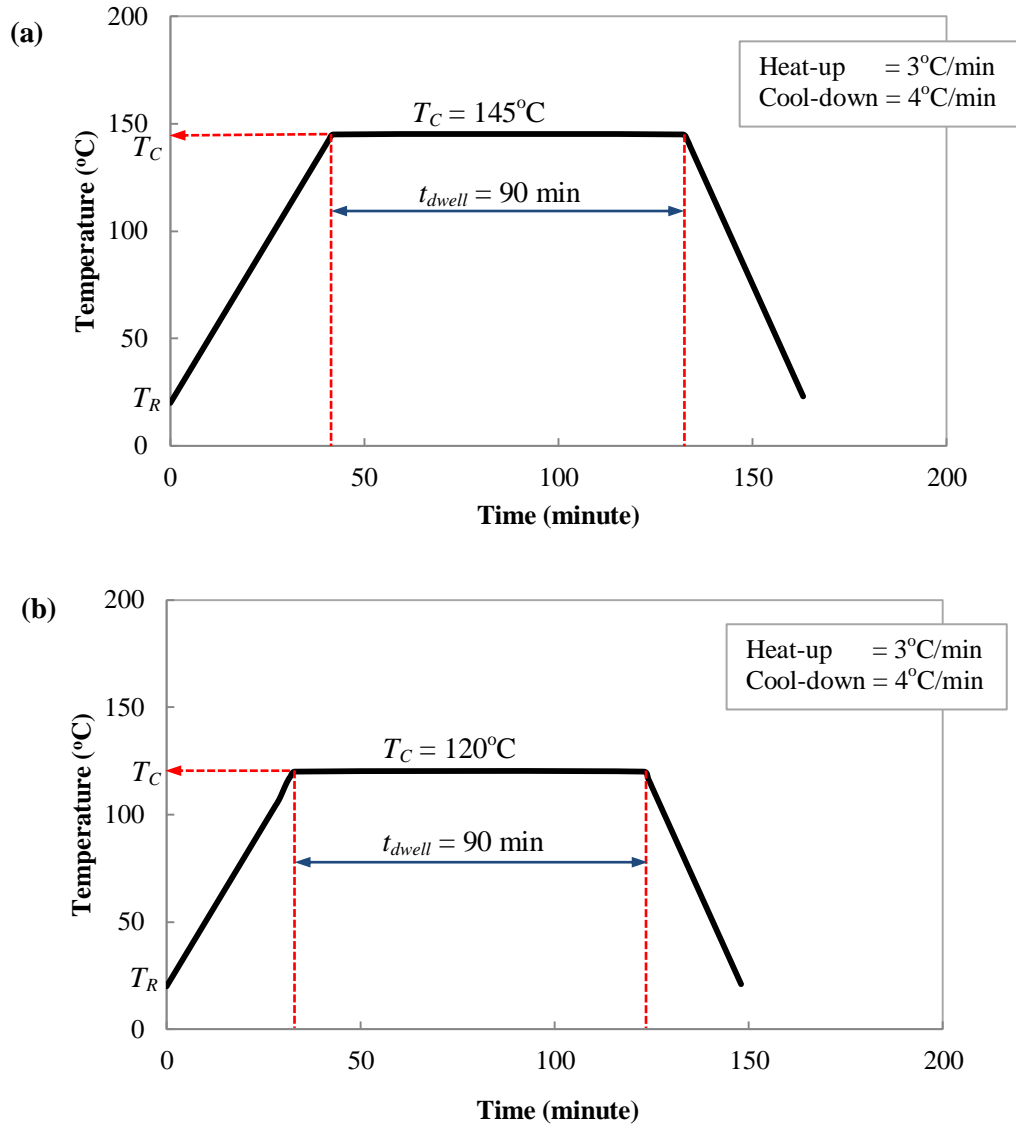 (a)
200
150
100
50
0
Temperature (°C)
T_C
T_R
Heat-up = 3°C/min
Cool-down = 4°C/min
T_C = 145°C
t_dwell = 90 min
0 50 100 150 200
Time (minute)
(b)
200
150
100
50
0
Temperature (°C)
T_C
T_R
Heat-up = 3°C/min
Cool-down = 4°C/min
T_C = 120°C
t_dwell = 90 min
0 50 100 150 200
Time (minute)